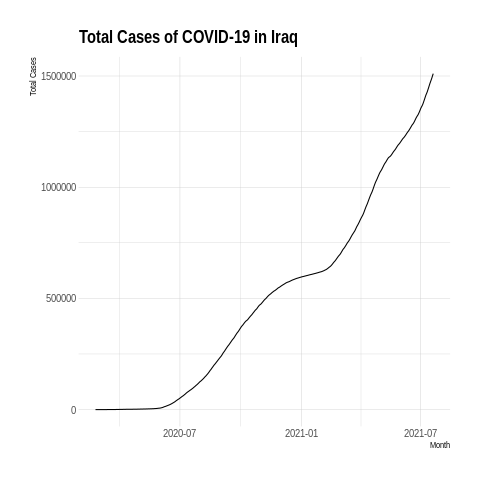 Total Cases of COVID-19 in Iraq
Total Cases
1500000
1000000
500000
0
2020-07
2021-01
2021-07
Month